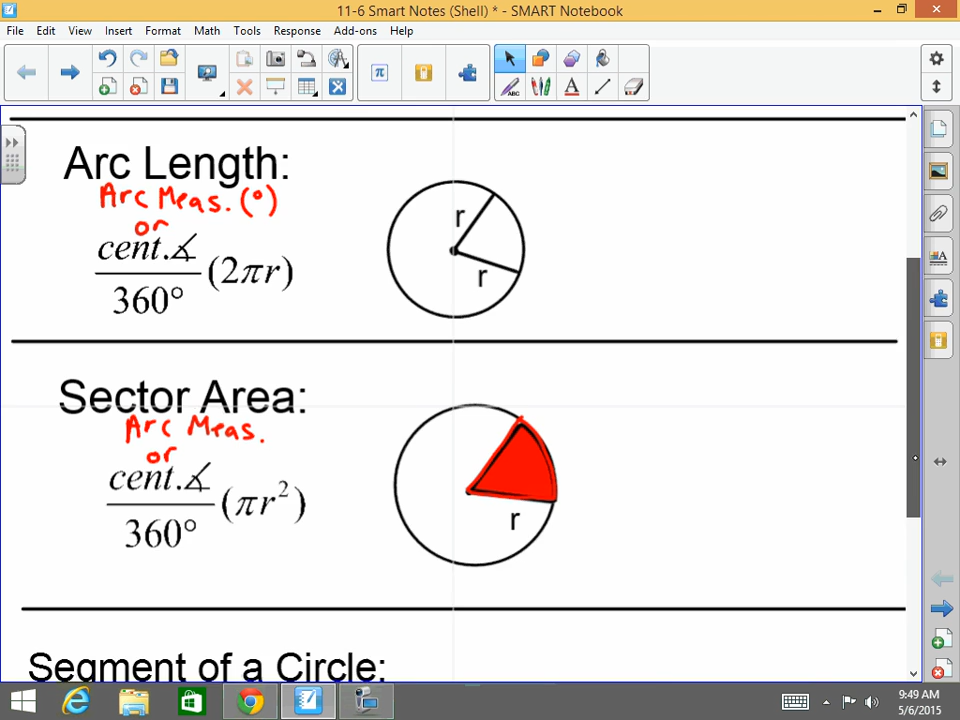 11-6 Smart Notes (Shell) * - SMART Notebook
File Edit View Insert Format Math Tools Response Add-ons Help
Arc Length:
Arc Meas. (°)
or
cent.∡
360°
(2πr)
r
r
Sector Area:
Arc Meas.
or
cent.∡
360°
(πr²)
r
Segment of a Circle:
9:49 AM
5/6/2015